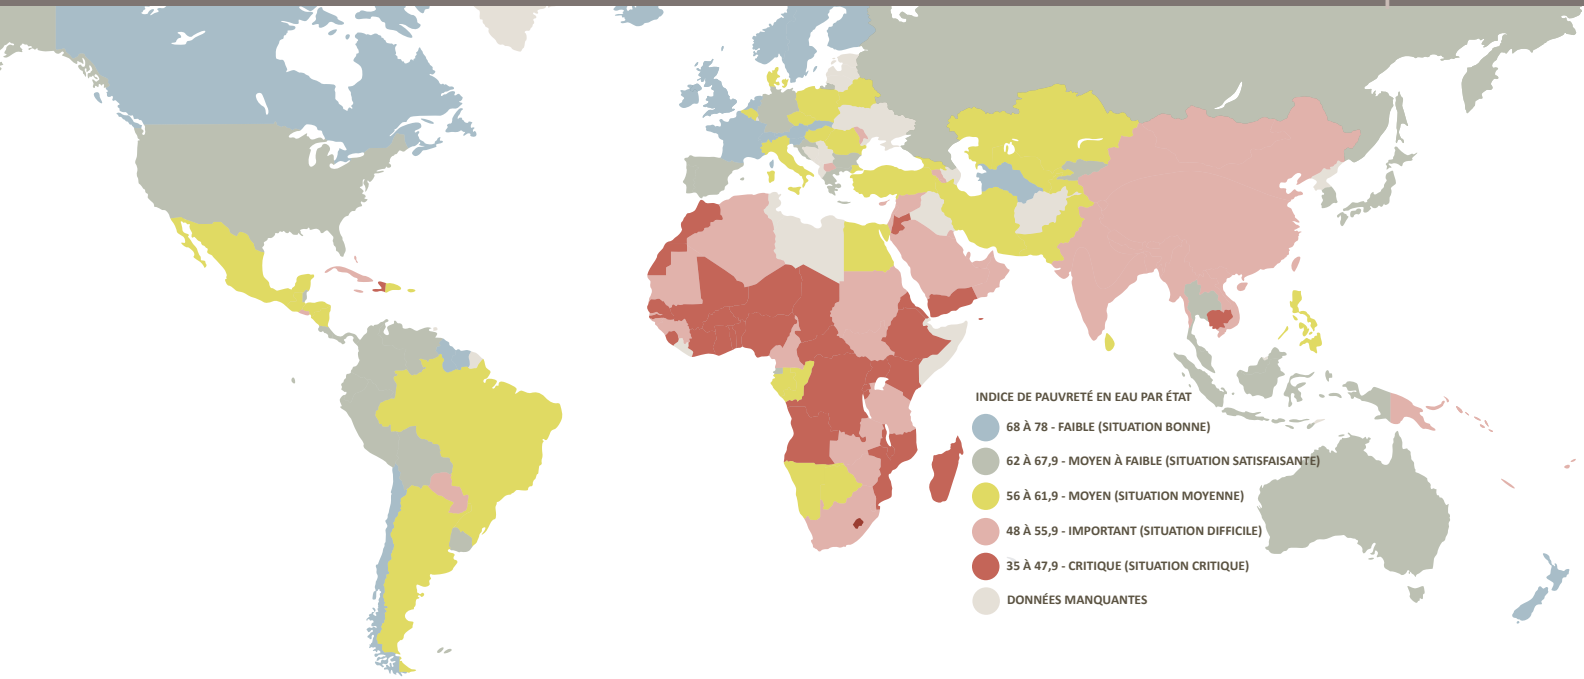 INDICE DE PAUVRETÉ EN EAU PAR ÉTAT
68 À 78 - FAIBLE (SITUATION BONNE)
62 À 67,9 - MOYEN À FAIBLE (SITUATION SATISFAISANTE)
56 À 61,9 - MOYEN (SITUATION MOYENNE)
48 À 55,9 - IMPORTANT (SITUATION DIFFICILE)
35 À 47,9 - CRITIQUE (SITUATION CRITIQUE)
DONNÉES MANQUANTES